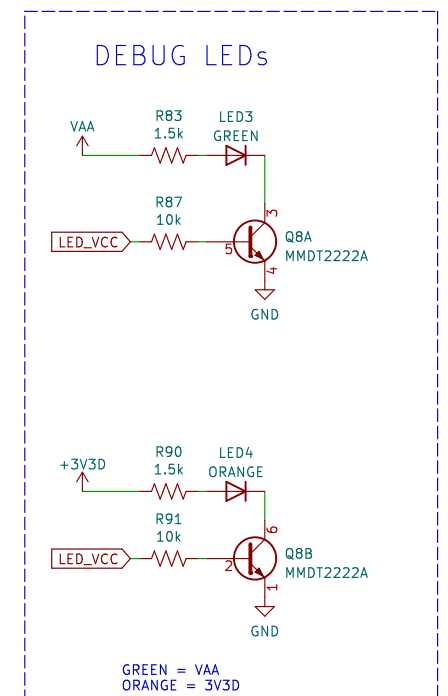 DEBUG LEDs
R83
1.5k
LED3
GREEN
VAA
R87
10k
LED_VCC
3
5
4
Q8A
MMDT2222A
GND
R90
1.5k
LED4
ORANGE
+3V3D
R91
10k
LED_VCC
6
2
1
Q8B
MMDT2222A
GND
GREEN = VAA
ORANGE = 3V3D